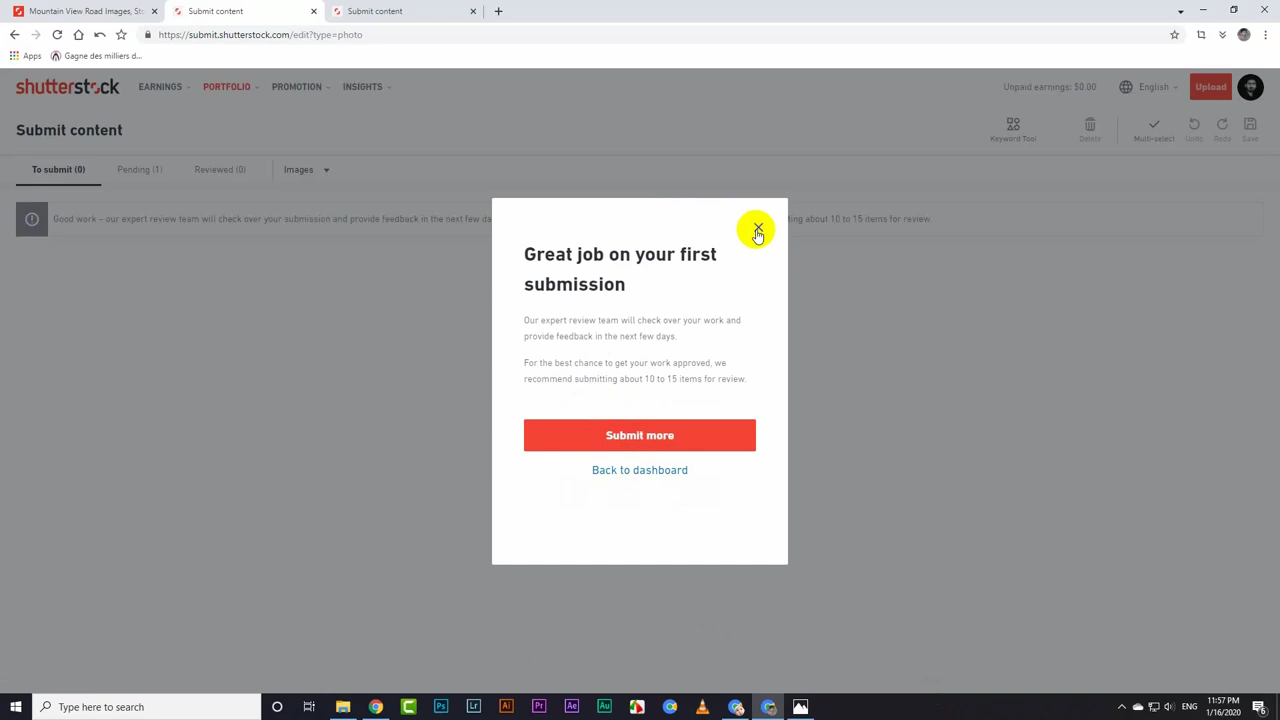 Mountain View Road Images, St
Submit content
Submit content
https://submit.shutterstock.com/edit?type=photo
Apps
Gagne des milliers d...
shutterstock
EARNINGS
PORTFOLIO
PROMOTION
INSIGHTS
Unpaid earnings: $0.00
English
Upload
Submit content
Keyword Tool
Delete
Multi-select
Undo
Redo
Save
To submit (0)
Pending (1)
Reviewed (0)
Images
Good work – our expert review team will check over your submission and provide feedback in the next few da
ting about 10 to 15 items for review.
Great job on your first
submission
Our expert review team will check over your work and
provide feedback in the next few days.
For the best chance to get your work approved, we
recommend submitting about 10 to 15 items for review.
Submit more
Back to dashboard
Type here to search
Ps
Lr
Ai
Pr
Ae
Au
ENG
11:57 PM
1/16/2020